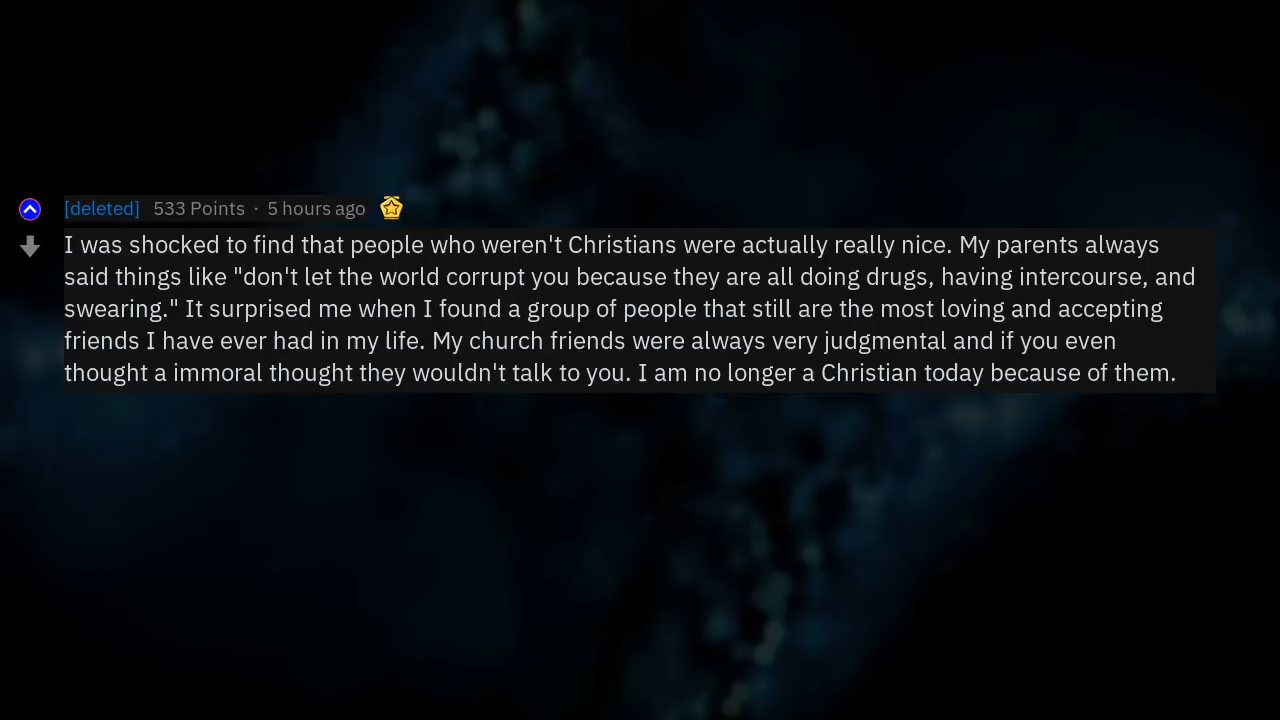 [deleted] 533 Points · 5 hours ago
I was shocked to find that people who weren't Christians were actually really nice. My parents always
said things like "don't let the world corrupt you because they are all doing drugs, having intercourse, and
swearing." It surprised me when I found a group of people that still are the most loving and accepting
friends I have ever had in my life. My church friends were always very judgmental and if you even
thought a immoral thought they wouldn't talk to you. I am no longer a Christian today because of them.